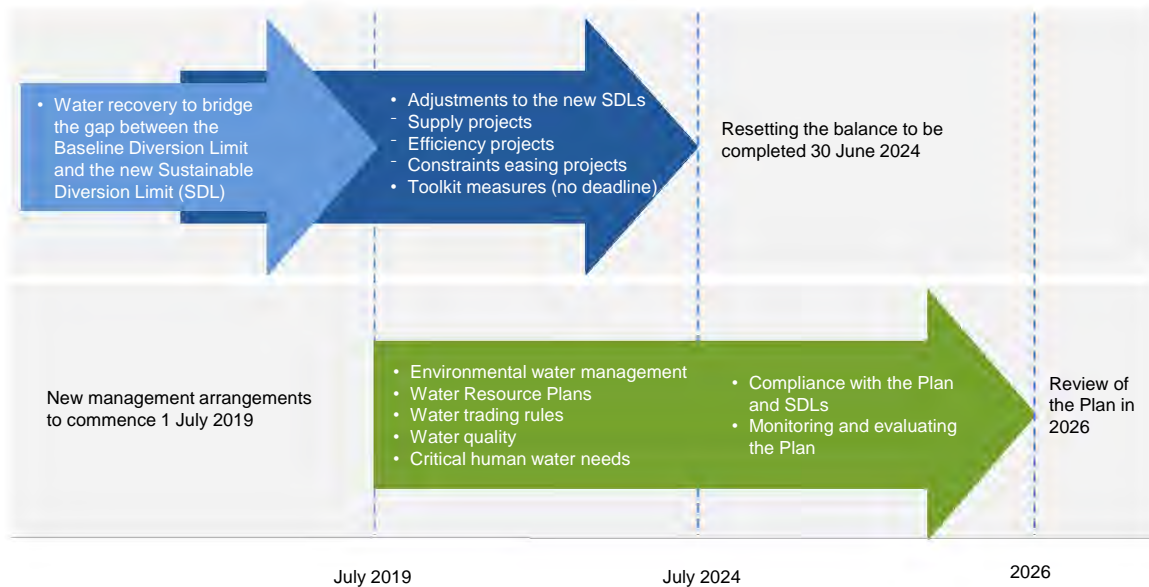 • Water recovery to bridge
the gap between the
Baseline Diversion Limit
and the new Sustainable
Diversion Limit (SDL)
• Adjustments to the new SDLs
- Supply projects
- Efficiency projects
- Constraints easing projects
• Toolkit measures (no deadline)
Resetting the balance to be
completed 30 June 2024
New management arrangements
to commence 1 July 2019
• Environmental water management
• Water Resource Plans
• Water trading rules
• Water quality
• Critical human water needs
• Compliance with the Plan
and SDLs
• Monitoring and evaluating
the Plan
Review of
the Plan in
2026
July 2019
July 2024
2026